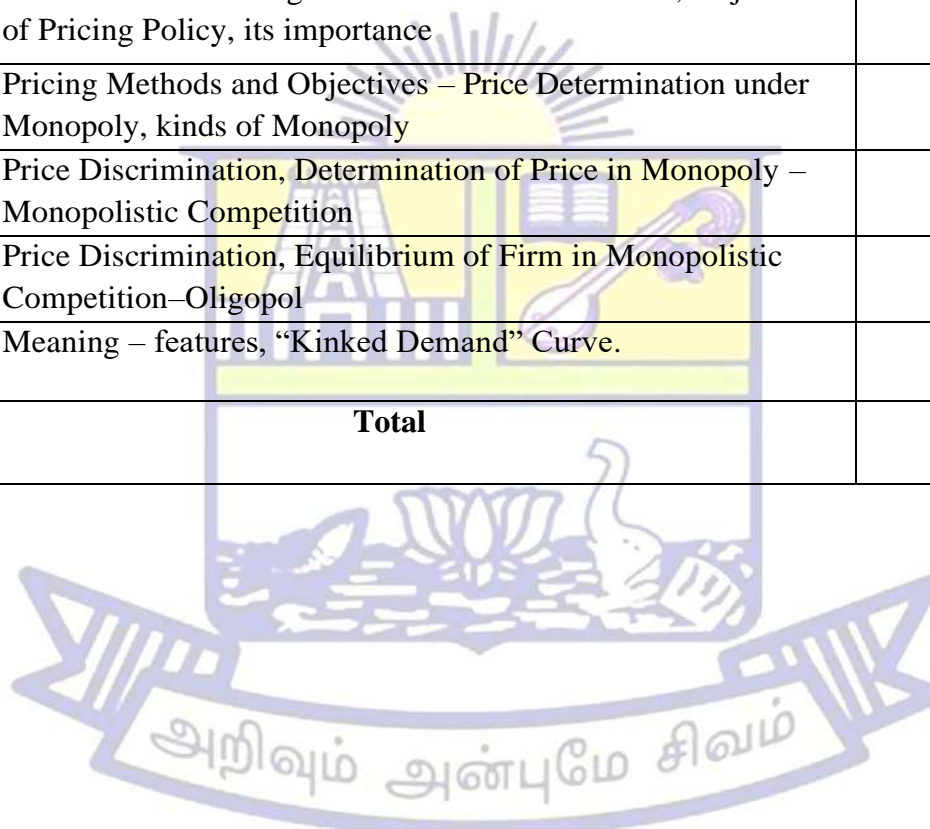 of Pricing Policy, its importance
Pricing Methods and Objectives – Price Determination under
Monopoly, kinds of Monopoly
Price Discrimination, Determination of Price in Monopoly –
Monopolistic Competition
Price Discrimination, Equilibrium of Firm in Monopolistic
Competition–Oligopol
Meaning – features, “Kinked Demand” Curve.
Total
அறிவும் அன்புமே சிவம்